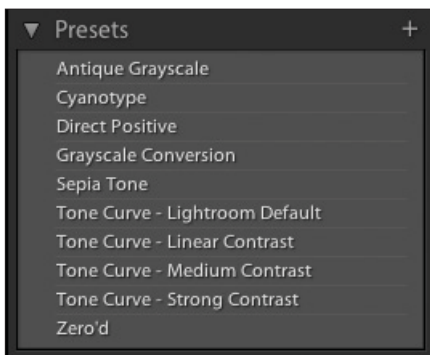 Presets
Antique Grayscale
Cyanotype
Direct Positive
Grayscale Conversion
Sepia Tone
Tone Curve - Lightroom Default
Tone Curve - Linear Contrast
Tone Curve - Medium Contrast
Tone Curve - Strong Contrast
Zero'd